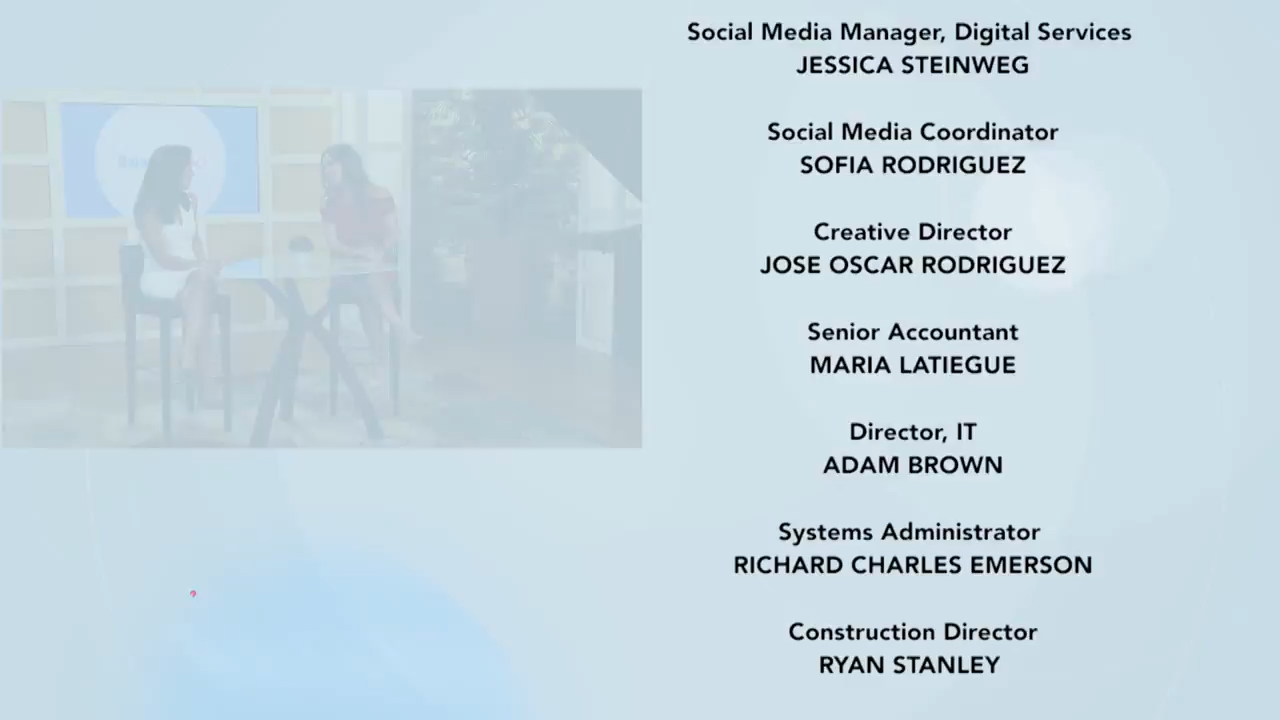 Social Media Manager, Digital Services
JESSICA STEINWEG
Social Media Coordinator
SOFIA RODRIGUEZ
Creative Director
JOSE OSCAR RODRIGUEZ
Senior Accountant
MARIA LATIEGUE
Director, IT
ADAM BROWN
Systems Administrator
RICHARD CHARLES EMERSON
Construction Director
RYAN STANLEY